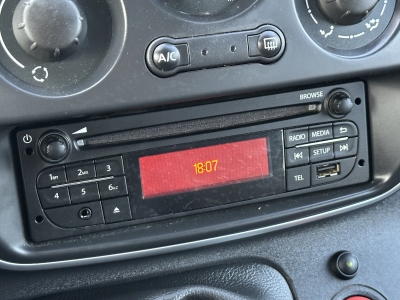 A/C
BROWSE
RADIO MEDIA
1 2 3
18:07
SETUP
4 5 6
TEL